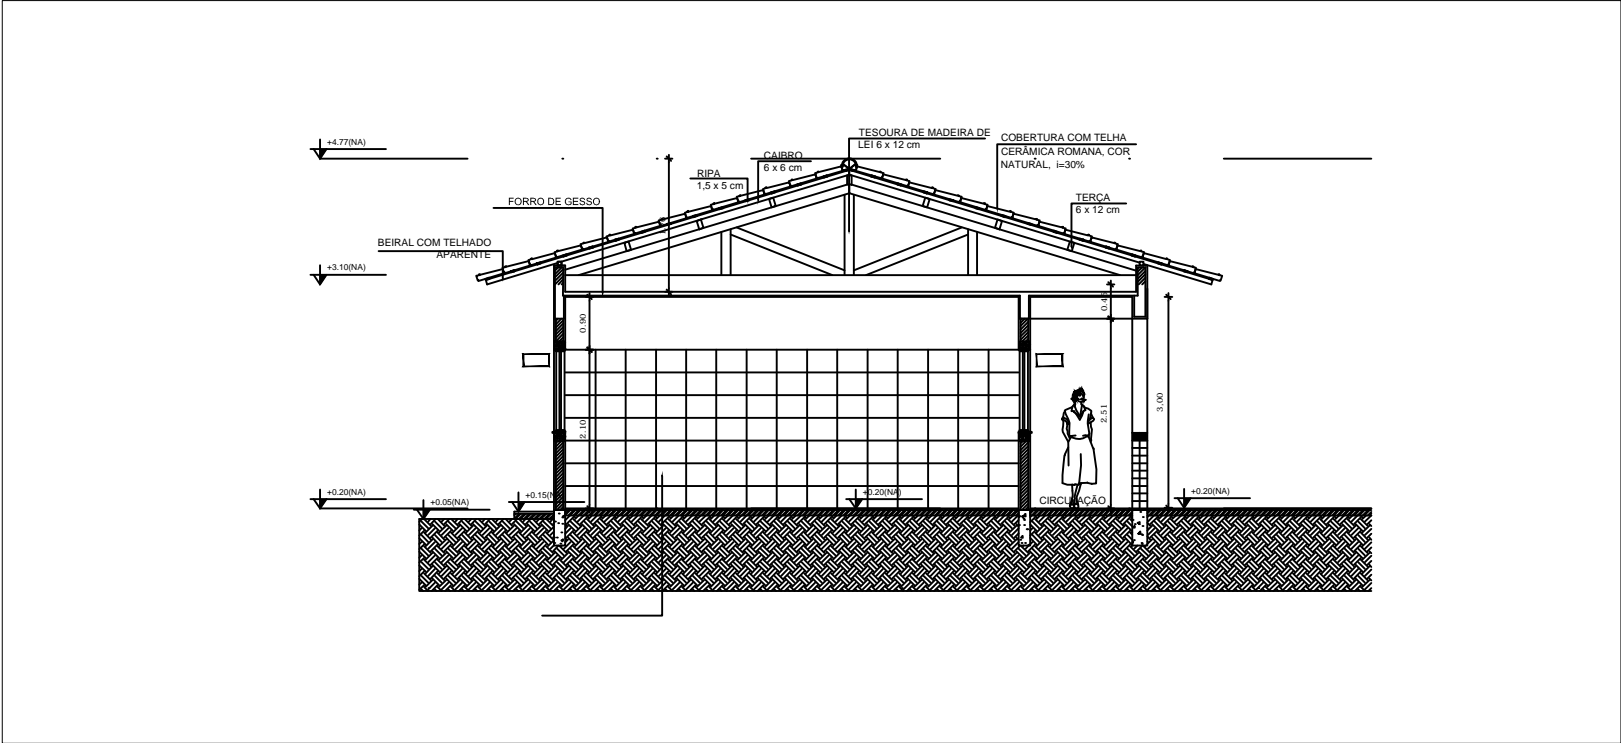 TESOURA DE MADEIRA DE
LEI 6 x 12 cm
COBERTURA COM TELHA
CERÂMICA ROMANA, COR
NATURAL, i=30%
+4.77(NA)
CAIBRO
6 x 6 cm
RIPA
1,5 x 5 cm
TERÇA
6 x 12 cm
FORRO DE GESSO
BEIRAL COM TELHADO
APARENTE
+3.10(NA)
0.90
2.10
2.51
3,00
+0.20(NA)
+0.05(NA)
+0.15(NA)
+0.20(NA)
CIRCULAÇÃO
+0.20(NA)